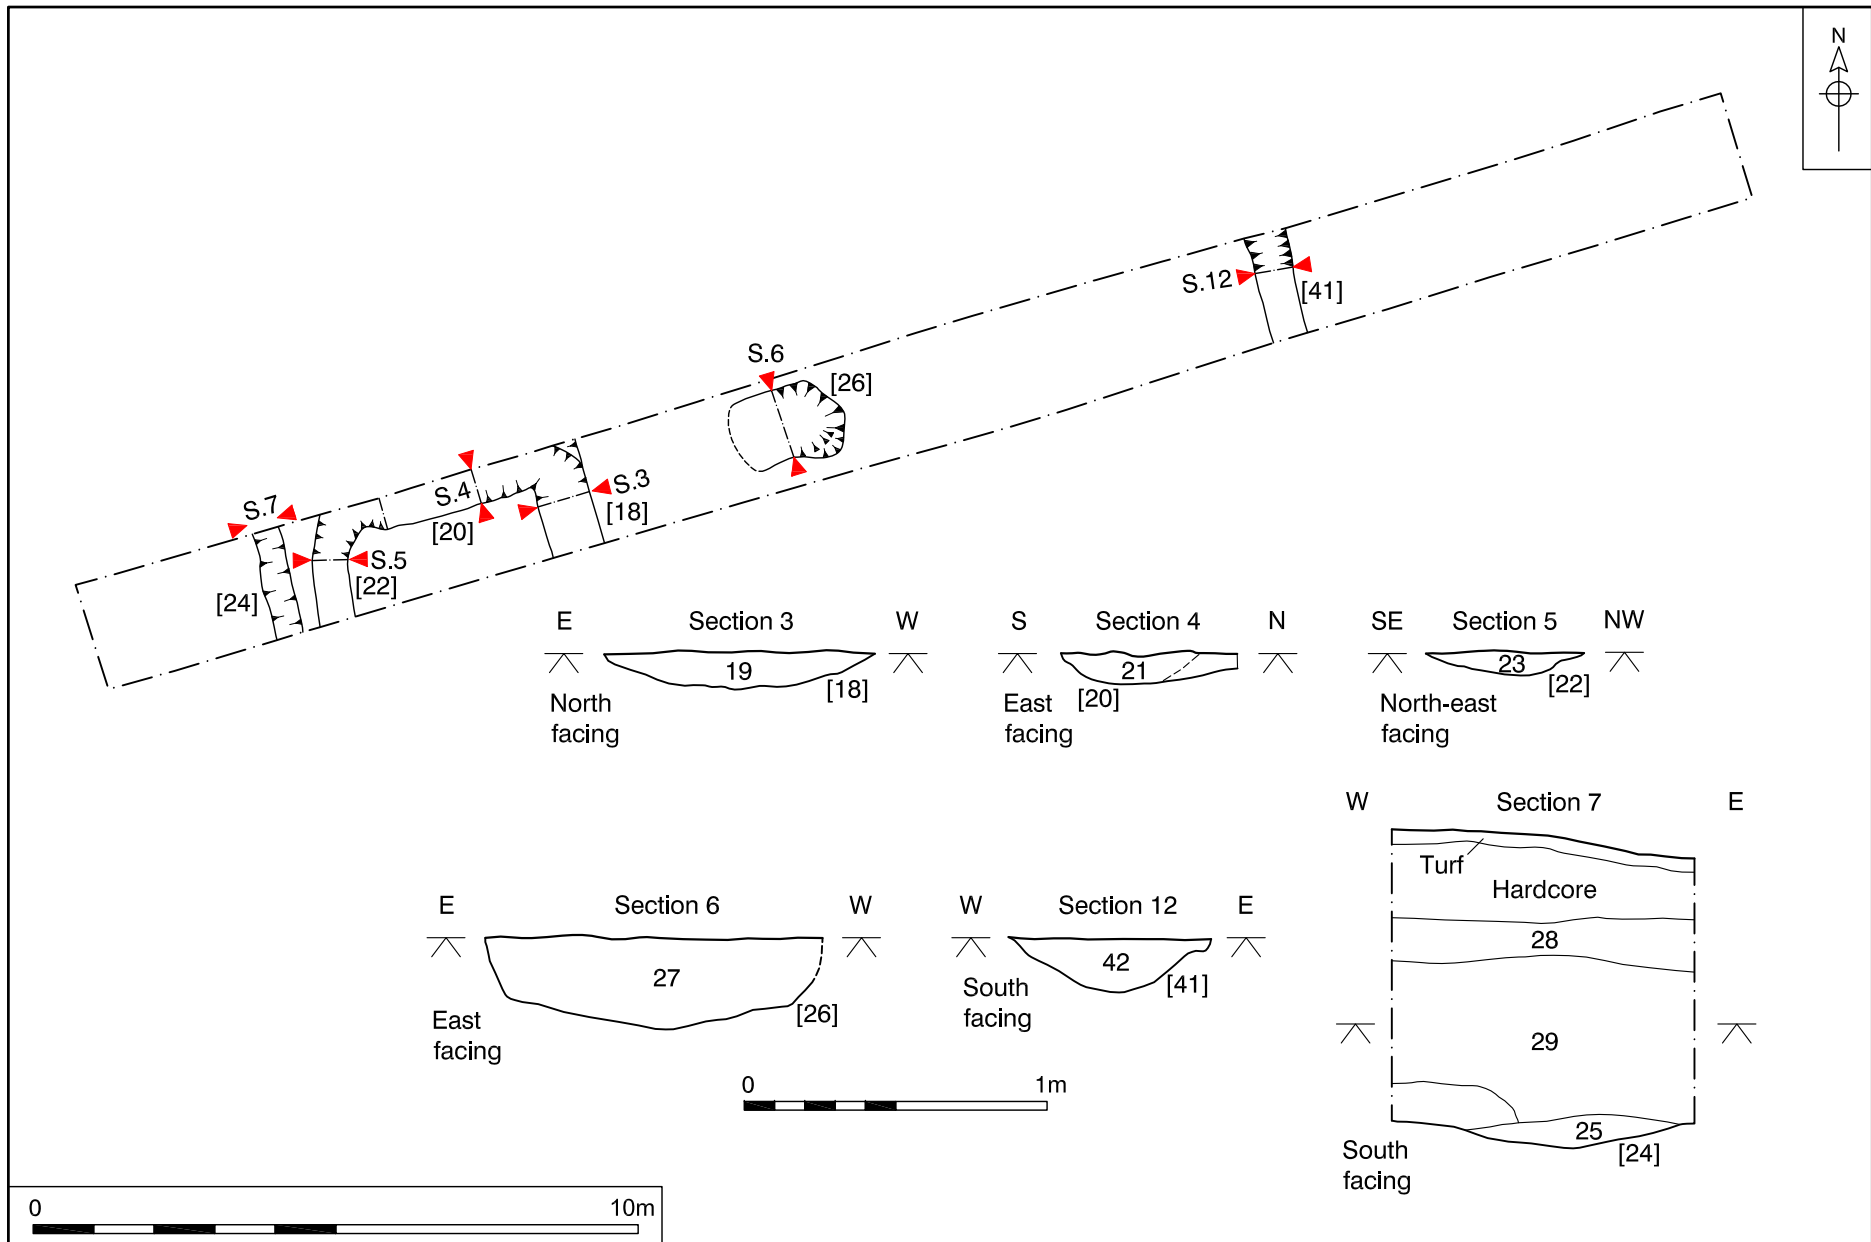 N
S.12
[41]
S.6
[26]
S.3
[18]
S.4
[20]
S.7
S.5
[22]
[24]
E
Section 3
W
19
[18]
North
facing
S
Section 4
N
21
[20]
East
facing
SE
Section 5
NW
23
[22]
North-east
facing
W
Section 7
E
Turf
Hardcore
28
29
25
[24]
South
facing
E
Section 6
W
27
[26]
East
facing
W
Section 12
E
42
[41]
South
facing
0
1m
0
10m